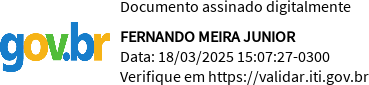 Documento assinado digitalmente
gov.br
FERNANDO MEIRA JUNIOR
Data: 18/03/2025 15:07:27-0300
Verifique em https://validar.iti.gov.br